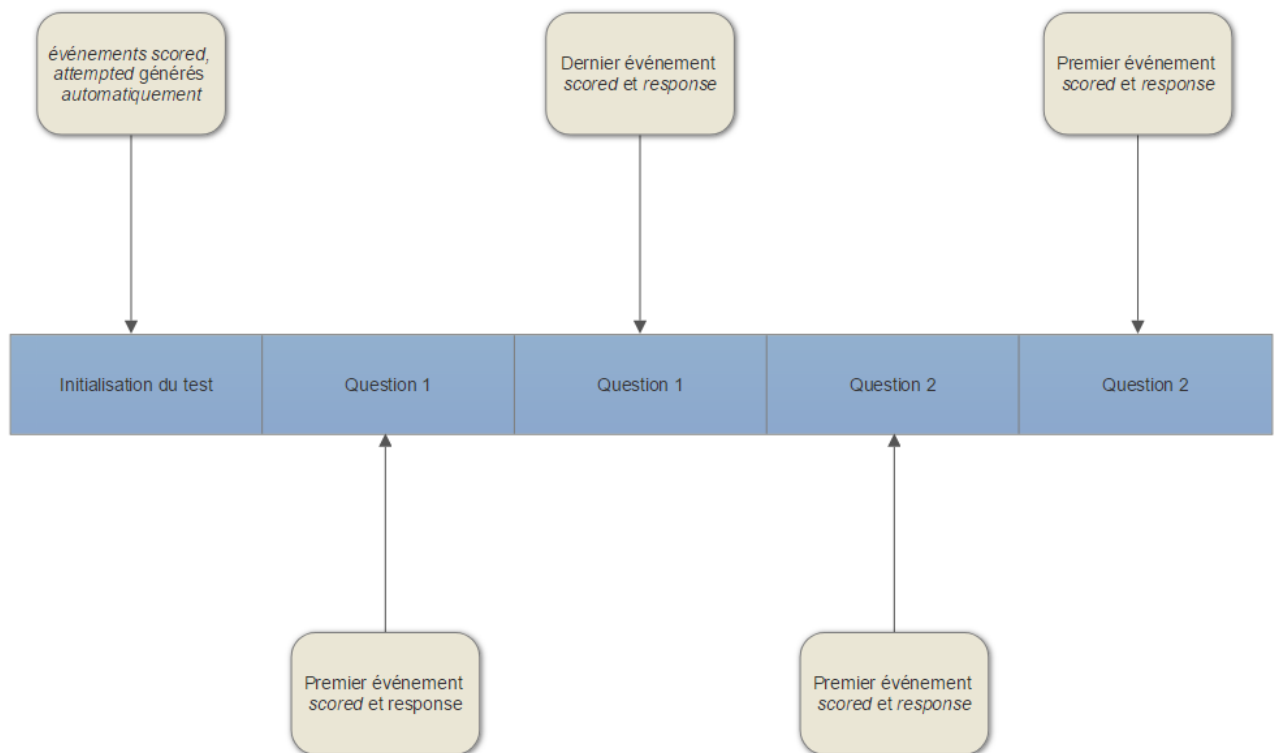 événements scored,
attempted générés
automatiquement
Dernier événement
scored et response
Premier événement
scored et response
Initialisation du test
Question 1
Question 1
Question 2
Question 2
Premier événement
scored et response
Premier événement
scored et response